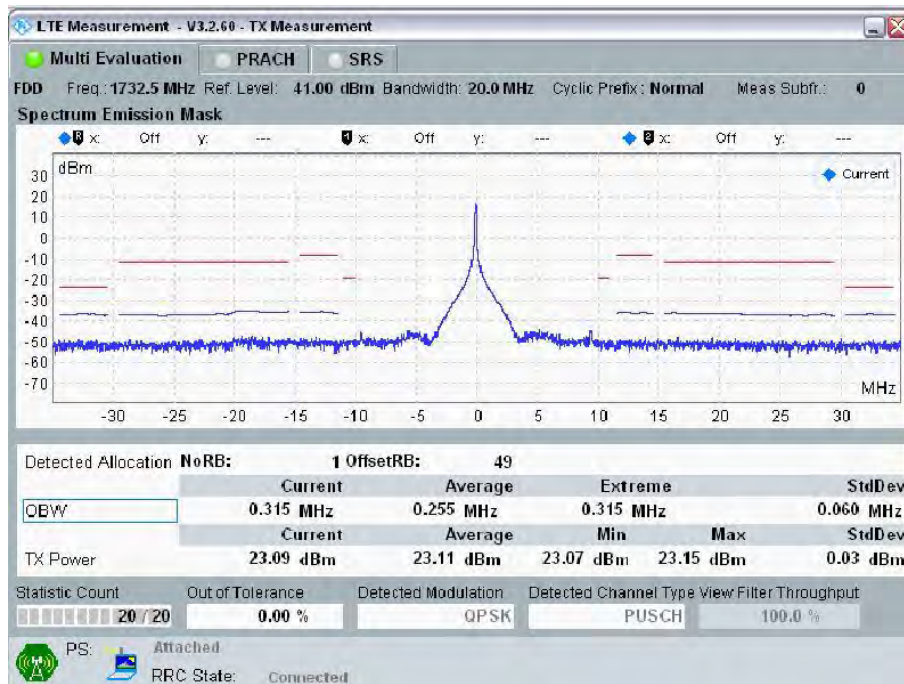 LTE Measurement - V3.2.60 - TX Measurement
Multi Evaluation PRACH SRS
FDD Freq.: 1732.5 MHz Ref. Level: 41.00 dBm Bandwidth: 20.0 MHz Cyclic Prefix: Normal Meas Subfr.: 0
Spectrum Emission Mask
R x: Off y: --- 1 x: Off y: --- 2 x: Off y: ---
dBm
Current
30
20
10
0
-10
-20
-30
-40
-50
-60
-70
MHz
-30 -25 -20 -15 -10 -5 0 5 10 15 20 25 30
Detected Allocation NoRB: 1 OffsetRB: 49
Current Average Extreme StdDev
OBW 0.315 MHz 0.255 MHz 0.315 MHz 0.060 MHz
Current Average Min Max StdDev
TX Power 23.09 dBm 23.11 dBm 23.07 dBm 23.15 dBm 0.03 dBm
Statistic Count Out of Tolerance Detected Modulation Detected Channel Type View Filter Throughput
20 / 20 0.00 % QPSK PUSCH 100.0 %
PS: Attached
RRC State: Connected